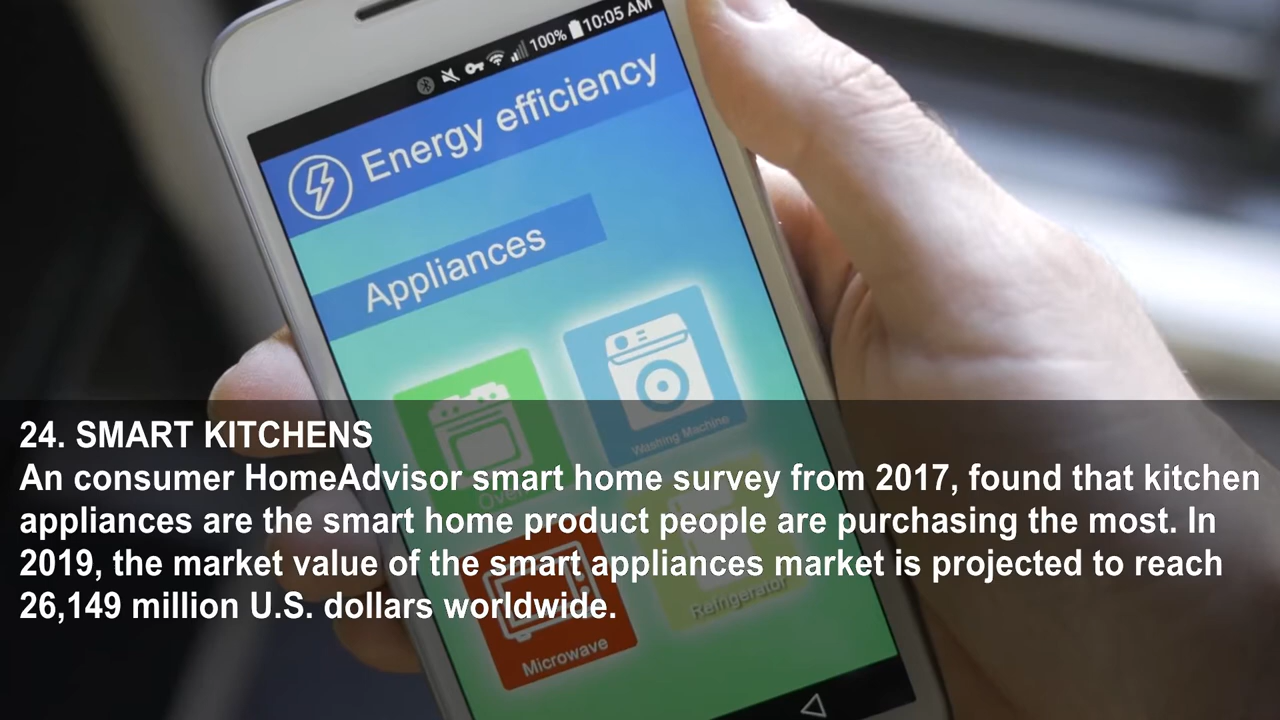 100% 10:05 AM
Energy efficiency
Appliances
Washing Machine
Oven
Refrigerator
Microwave
24. SMART KITCHENS
An consumer HomeAdvisor smart home survey from 2017, found that kitchen
appliances are the smart home product people are purchasing the most. In
2019, the market value of the smart appliances market is projected to reach
26,149 million U.S. dollars worldwide.